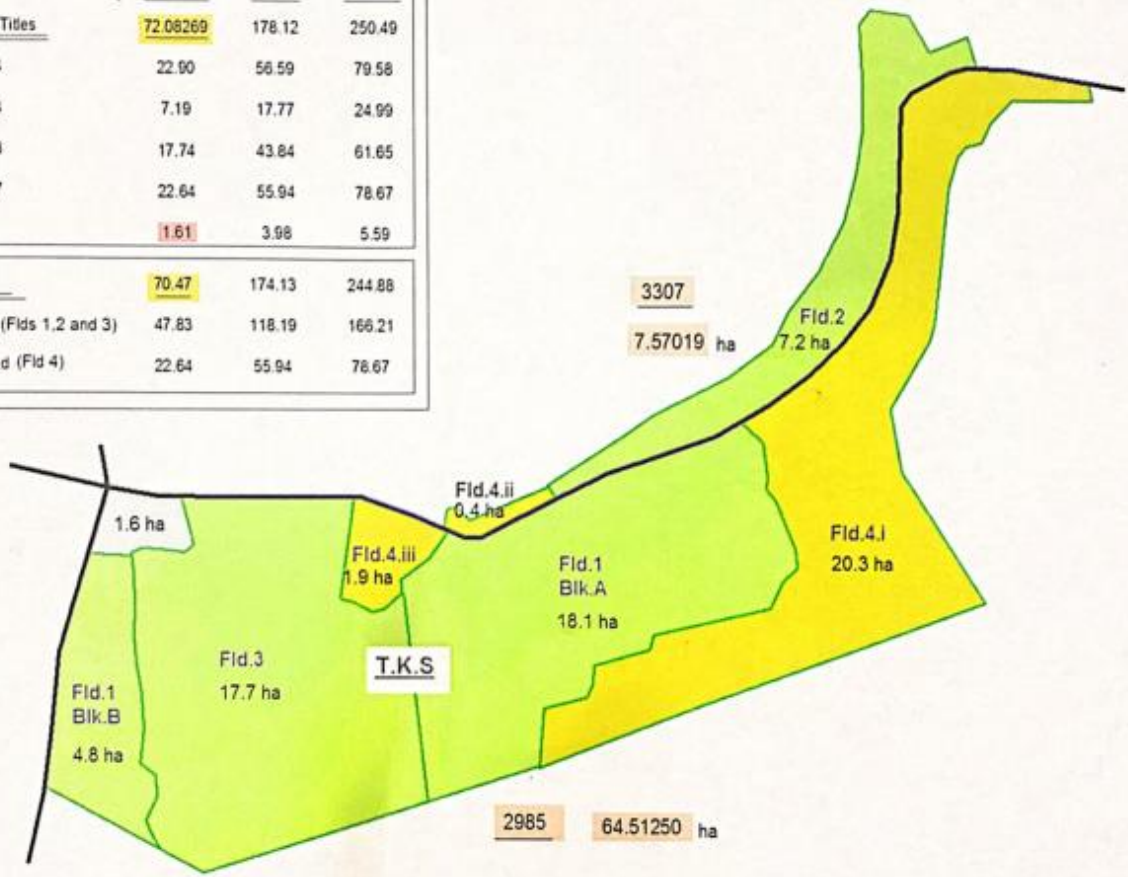 Titles 72.08269 178.12 250.49
22.90 56.59 79.58
7.19 17.77 24.99
17.74 43.84 61.65
22.64 55.94 78.67
1.61 3.98 5.59
70.47 174.13 244.88
(Flds 1,2 and 3) 47.83 118.19 166.21
d (Fld 4) 22.64 55.94 78.67
3307
7.57019 ha
Fld.2
7.2 ha
Fld.4.ii
0.4 ha
1.6 ha
Fld.4.iii
1.9 ha
Fld.1
Blk.A
18.1 ha
Fld.4.i
20.3 ha
Fld.3
17.7 ha
T.K.S
Fld.1
Blk.B
4.8 ha
2985 64.51250 ha